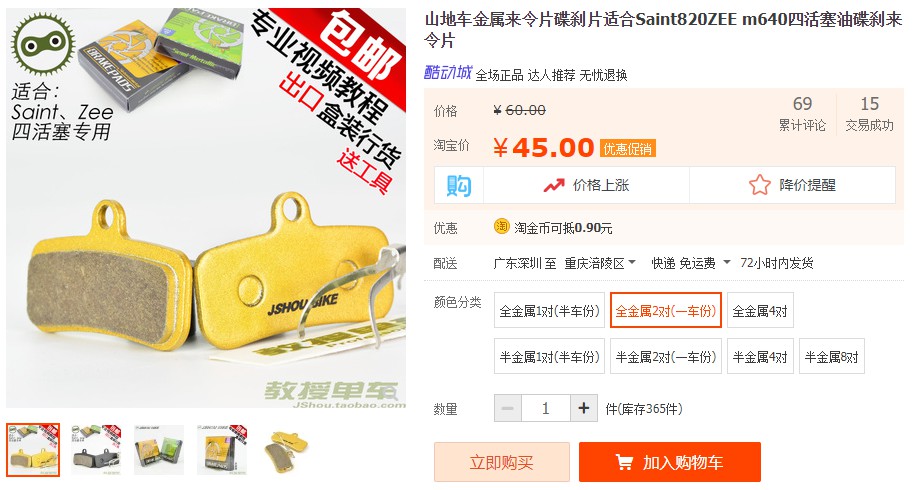 山地车金属来令片碟刹片适合Saint820ZEE m640四活塞油碟刹来
令片
酷动城 全场正品 达人推荐 无忧退换
价格
¥ 60.00
69
累计评论
15
交易成功
淘宝价
¥ 45.00 优惠促销
购 价格上涨 降价提醒
优惠
淘 淘金币可抵0.90元
配送
广东深圳 至 重庆涪陵区 快递 免运费 72小时内发货
颜色分类
全金属1对(半车份) 全金属2对(一车份) 全金属4对
半金属1对(半车份) 半金属2对(一车份) 半金属4对 半金属8对
数量
− 1 + 件(库存365件)
立即购买 加入购物车
包邮
专业视频教程
出口 盒装行货
送工具
适合：
Saint、Zee
四活塞专用
BRAKE PADS
Semi-Metallic
JSHOU BIKE
教授单车
JShou.taobao.com